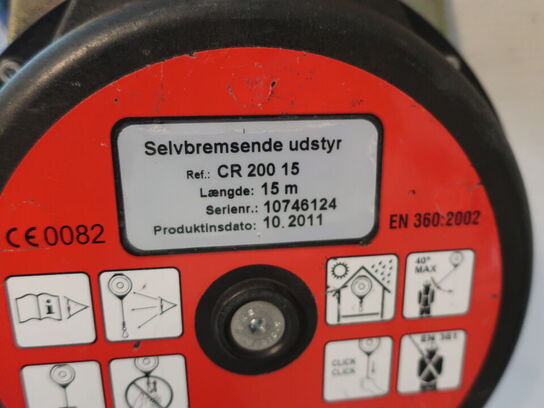 Selvbremsende udstyr
Ref.: CR 200 15
Længde: 15 m
Serienr.: 10746124
Produktinsdato: 10.2011
CE 0082
EN 360:2002
i
40°
MAX
CLICK
CLICK
EN 361